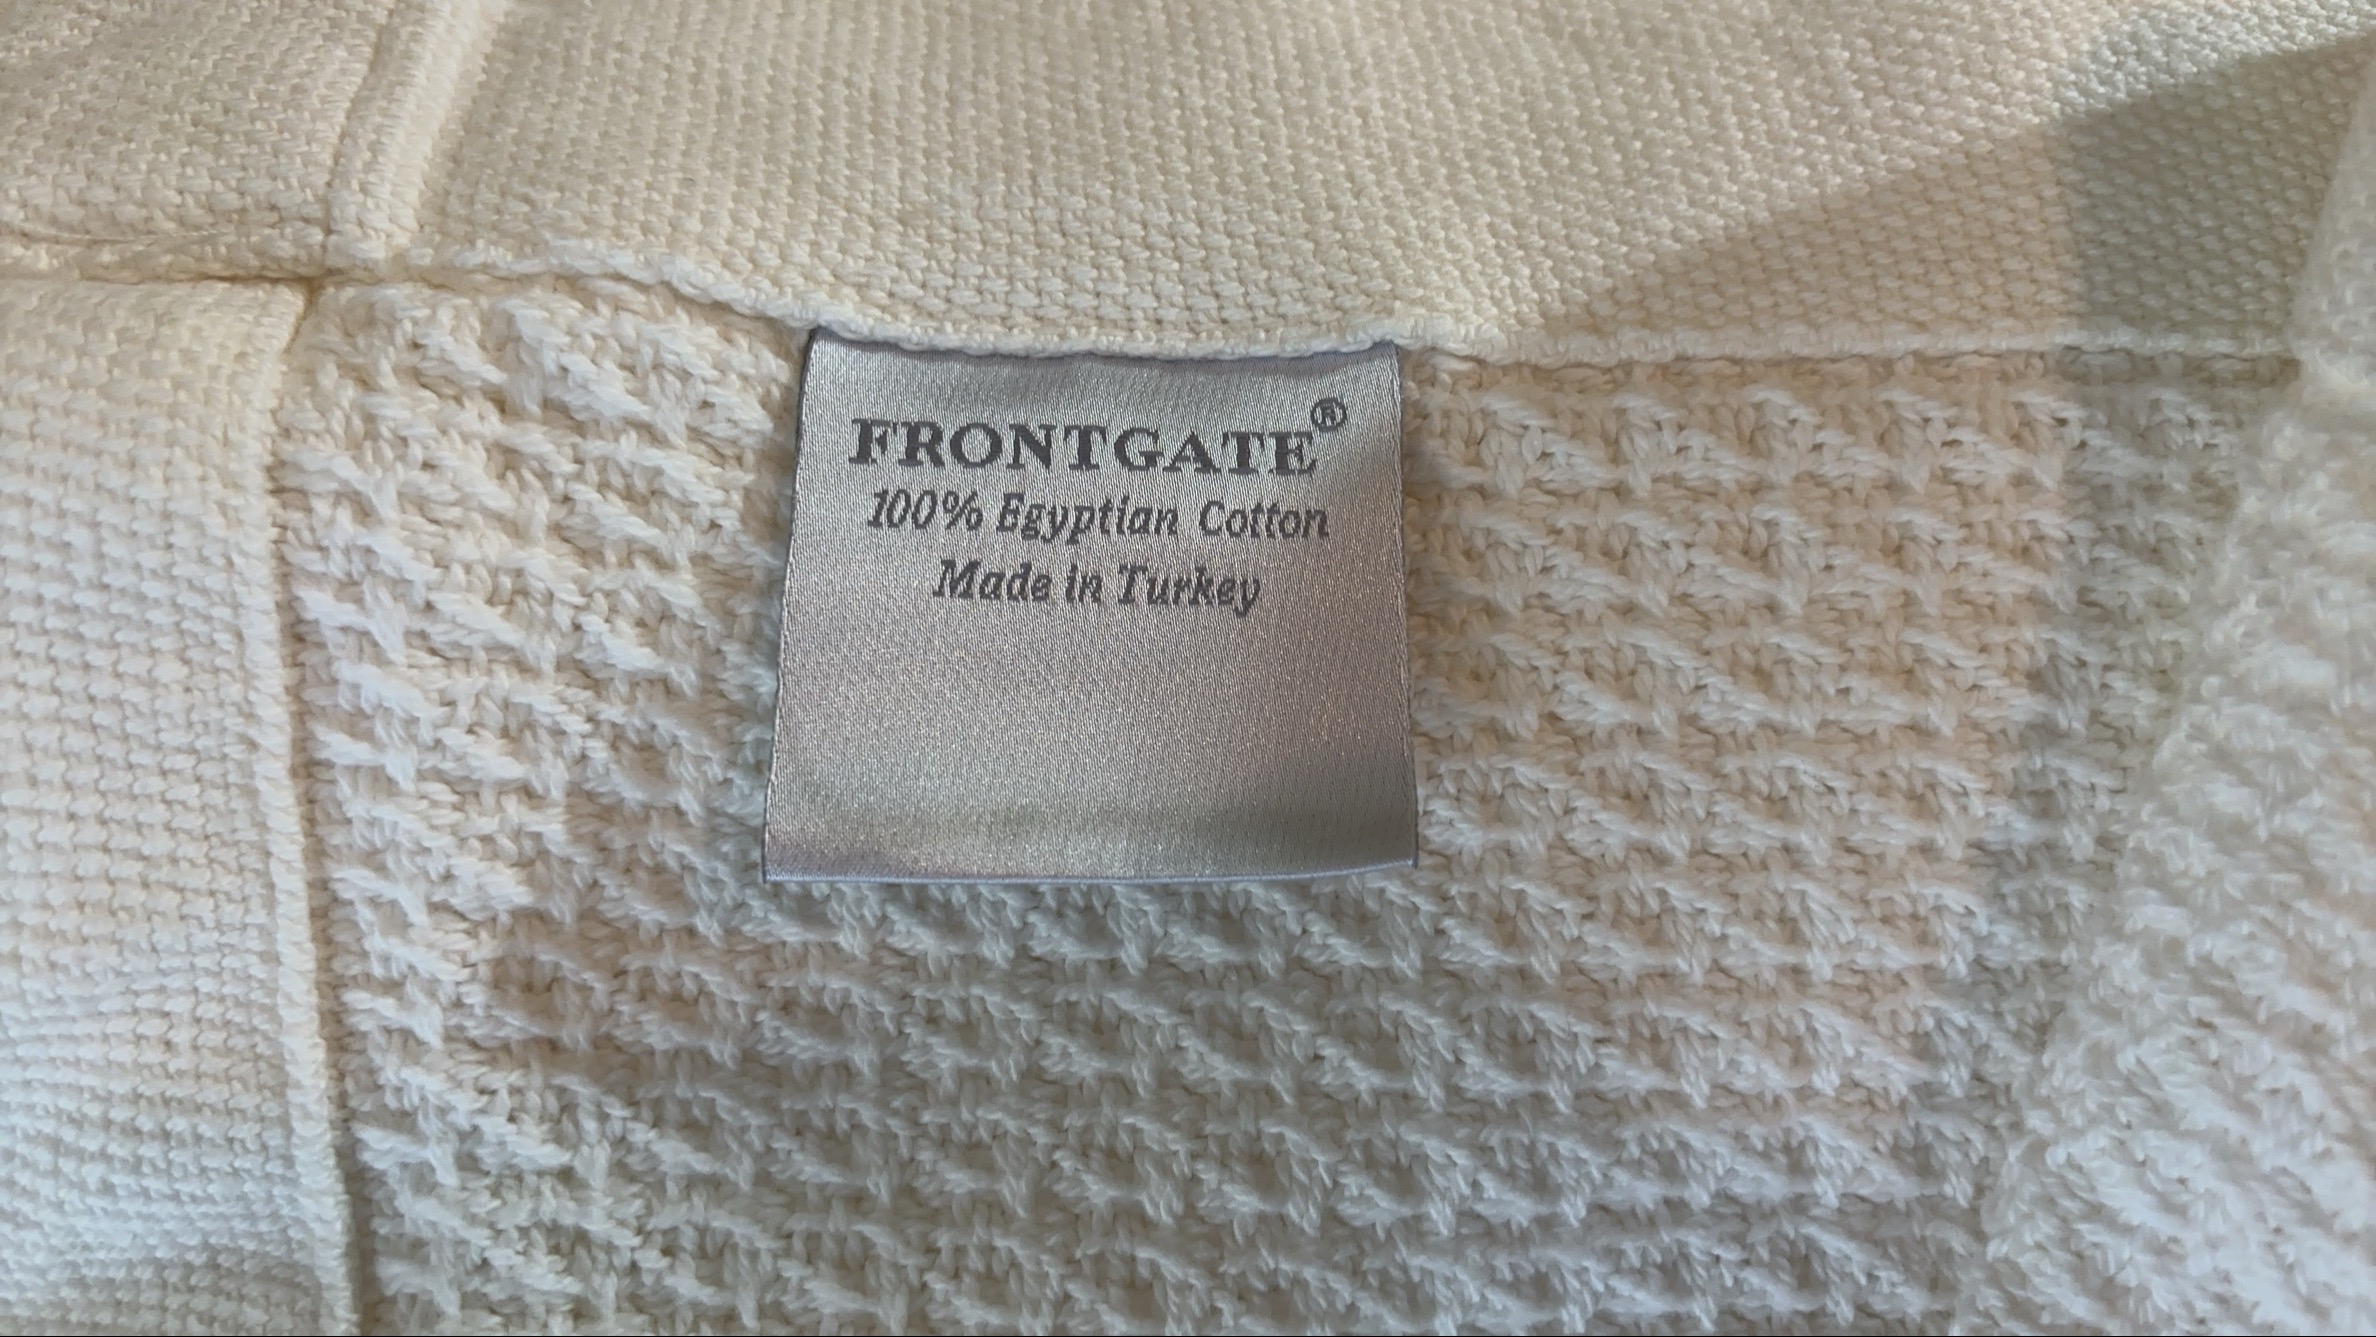 FRONTGATE®
100% Egyptian Cotton
Made in Turkey